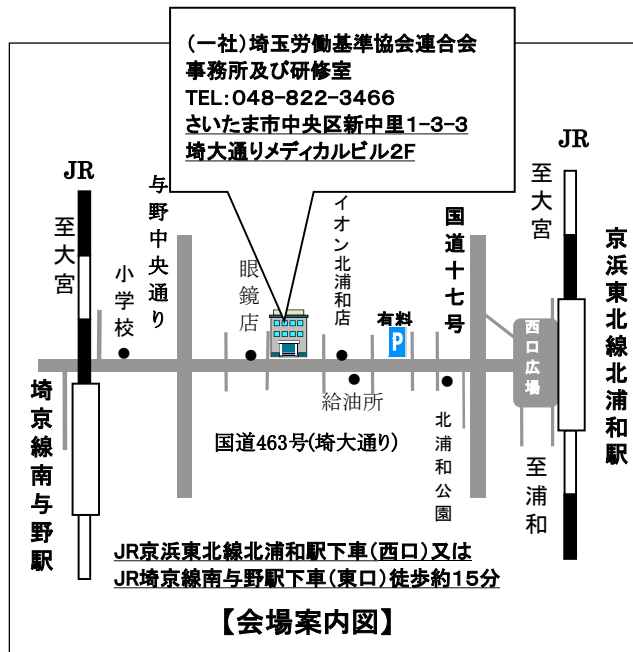 （一社）埼玉労働基準協会連合会
事務所及び研修室
TEL：048-822-3466
さいたま市中央区新中里1-3-3
埼大通りメディカルビル2F
JR
至大宮
小学校
与野中央通り
眼鏡店
イオン北浦和店
有料
P
国道十七号
JR
至大宮
京浜東北線北浦和駅
西口広場
給油所
北浦和公園
至浦和
国道463号(埼大通り)
埼京線南与野駅
JR京浜東北線北浦和駅下車（西口）又は
JR埼京線南与野駅下車（東口）徒歩約15分
【会場案内図】